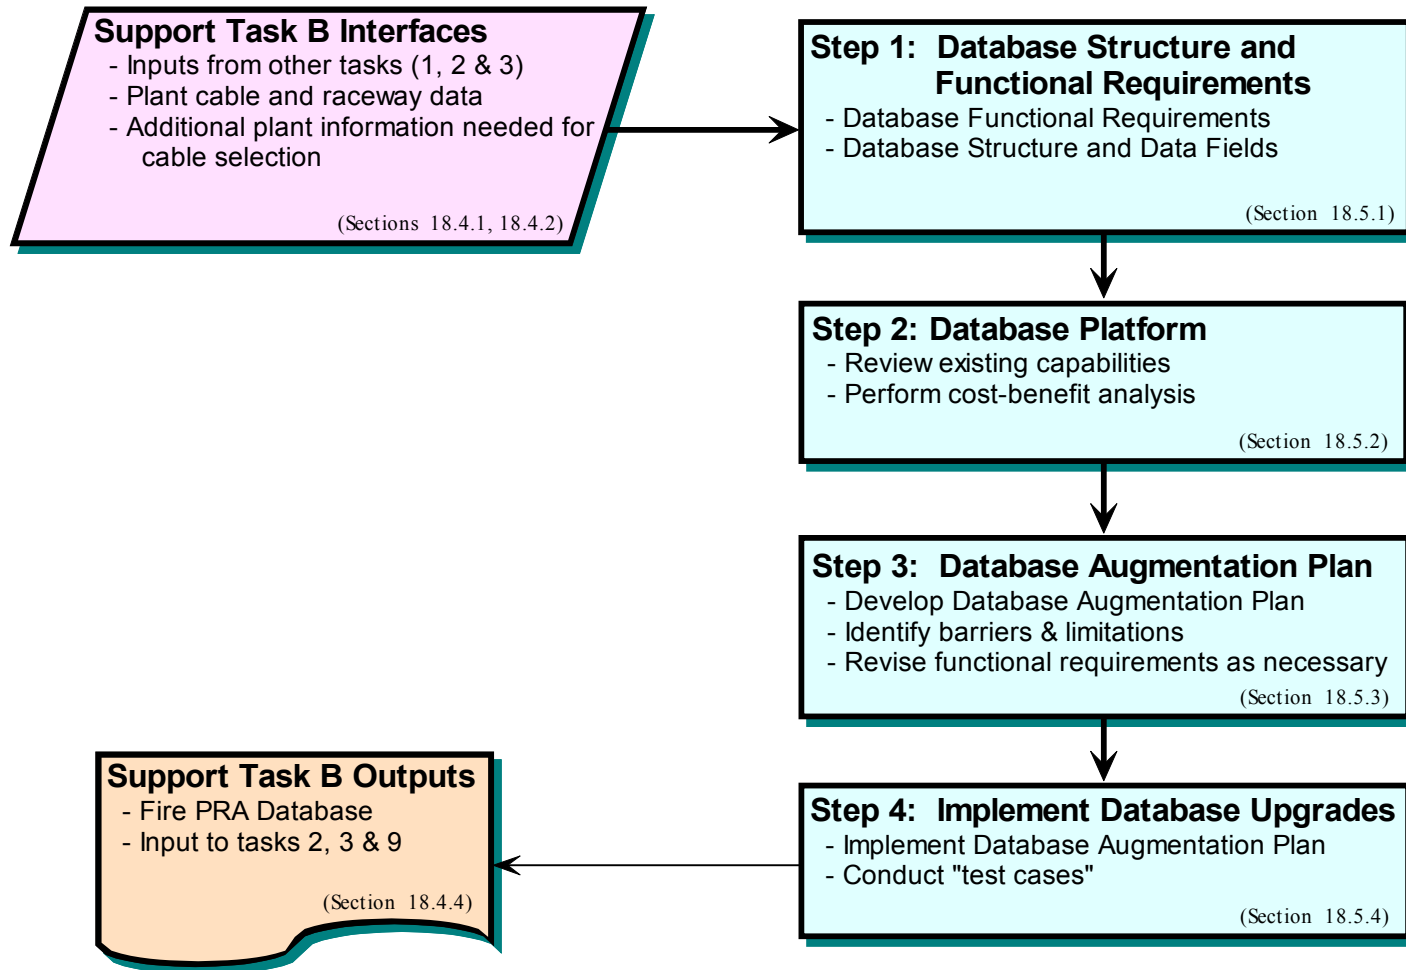 Support Task B Interfaces
- Inputs from other tasks (1, 2 & 3)
- Plant cable and raceway data
- Additional plant information needed for
cable selection
(Sections 18.4.1, 18.4.2)
Step 1: Database Structure and
Functional Requirements
- Database Functional Requirements
- Database Structure and Data Fields
(Section 18.5.1)
Step 2: Database Platform
- Review existing capabilities
- Perform cost-benefit analysis
(Section 18.5.2)
Step 3: Database Augmentation Plan
- Develop Database Augmentation Plan
- Identify barriers & limitations
- Revise functional requirements as necessary
(Section 18.5.3)
Step 4: Implement Database Upgrades
- Implement Database Augmentation Plan
- Conduct "test cases"
(Section 18.5.4)
Support Task B Outputs
- Fire PRA Database
- Input to tasks 2, 3 & 9
(Section 18.4.4)